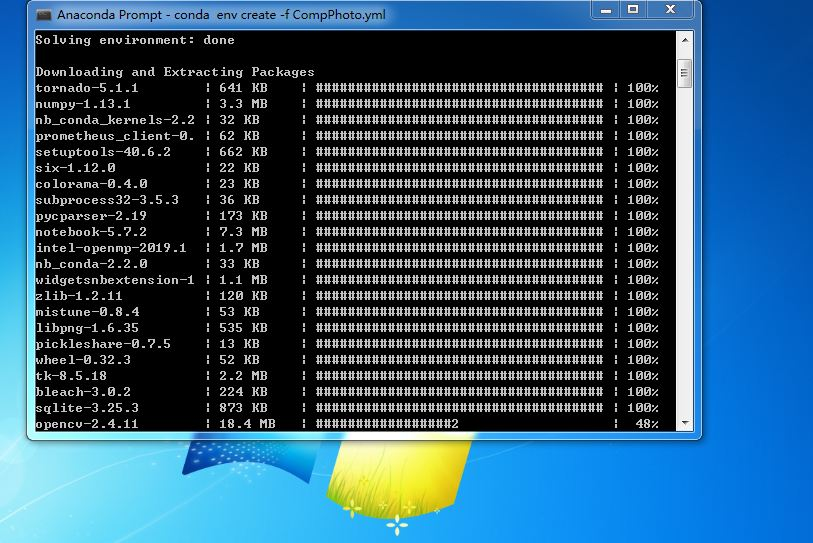 Anaconda Prompt - conda  env create -f CompPhoto.yml
Solving environment: done
Downloading and Extracting Packages
tornado-5.1.1        | 641 KB    | #################################### | 100%
numpy-1.13.1         | 3.3 MB    | #################################### | 100%
nb_conda_kernels-2.2 | 32 KB     | #################################### | 100%
prometheus_client-0. | 62 KB     | #################################### | 100%
setuptools-40.6.2    | 662 KB    | #################################### | 100%
six-1.12.0           | 22 KB     | #################################### | 100%
colorama-0.4.0       | 23 KB     | #################################### | 100%
subprocess32-3.5.3   | 36 KB     | #################################### | 100%
pycparser-2.19       | 173 KB    | #################################### | 100%
notebook-5.7.2       | 7.3 MB    | #################################### | 100%
intel-openmp-2019.1  | 1.7 MB    | #################################### | 100%
nb_conda-2.2.0       | 33 KB     | #################################### | 100%
widgetsnbextension-1 | 1.1 MB    | #################################### | 100%
zlib-1.2.11          | 120 KB    | #################################### | 100%
mistune-0.8.4        | 53 KB     | #################################### | 100%
libpng-1.6.35        | 535 KB    | #################################### | 100%
pickleshare-0.7.5    | 13 KB     | #################################### | 100%
wheel-0.32.3         | 52 KB     | #################################### | 100%
tk-8.5.18            | 2.2 MB    | #################################### | 100%
bleach-3.0.2         | 224 KB    | #################################### | 100%
sqlite-3.25.3        | 873 KB    | #################################### | 100%
opencv-2.4.11        | 18.4 MB   | #################2                   |  48%